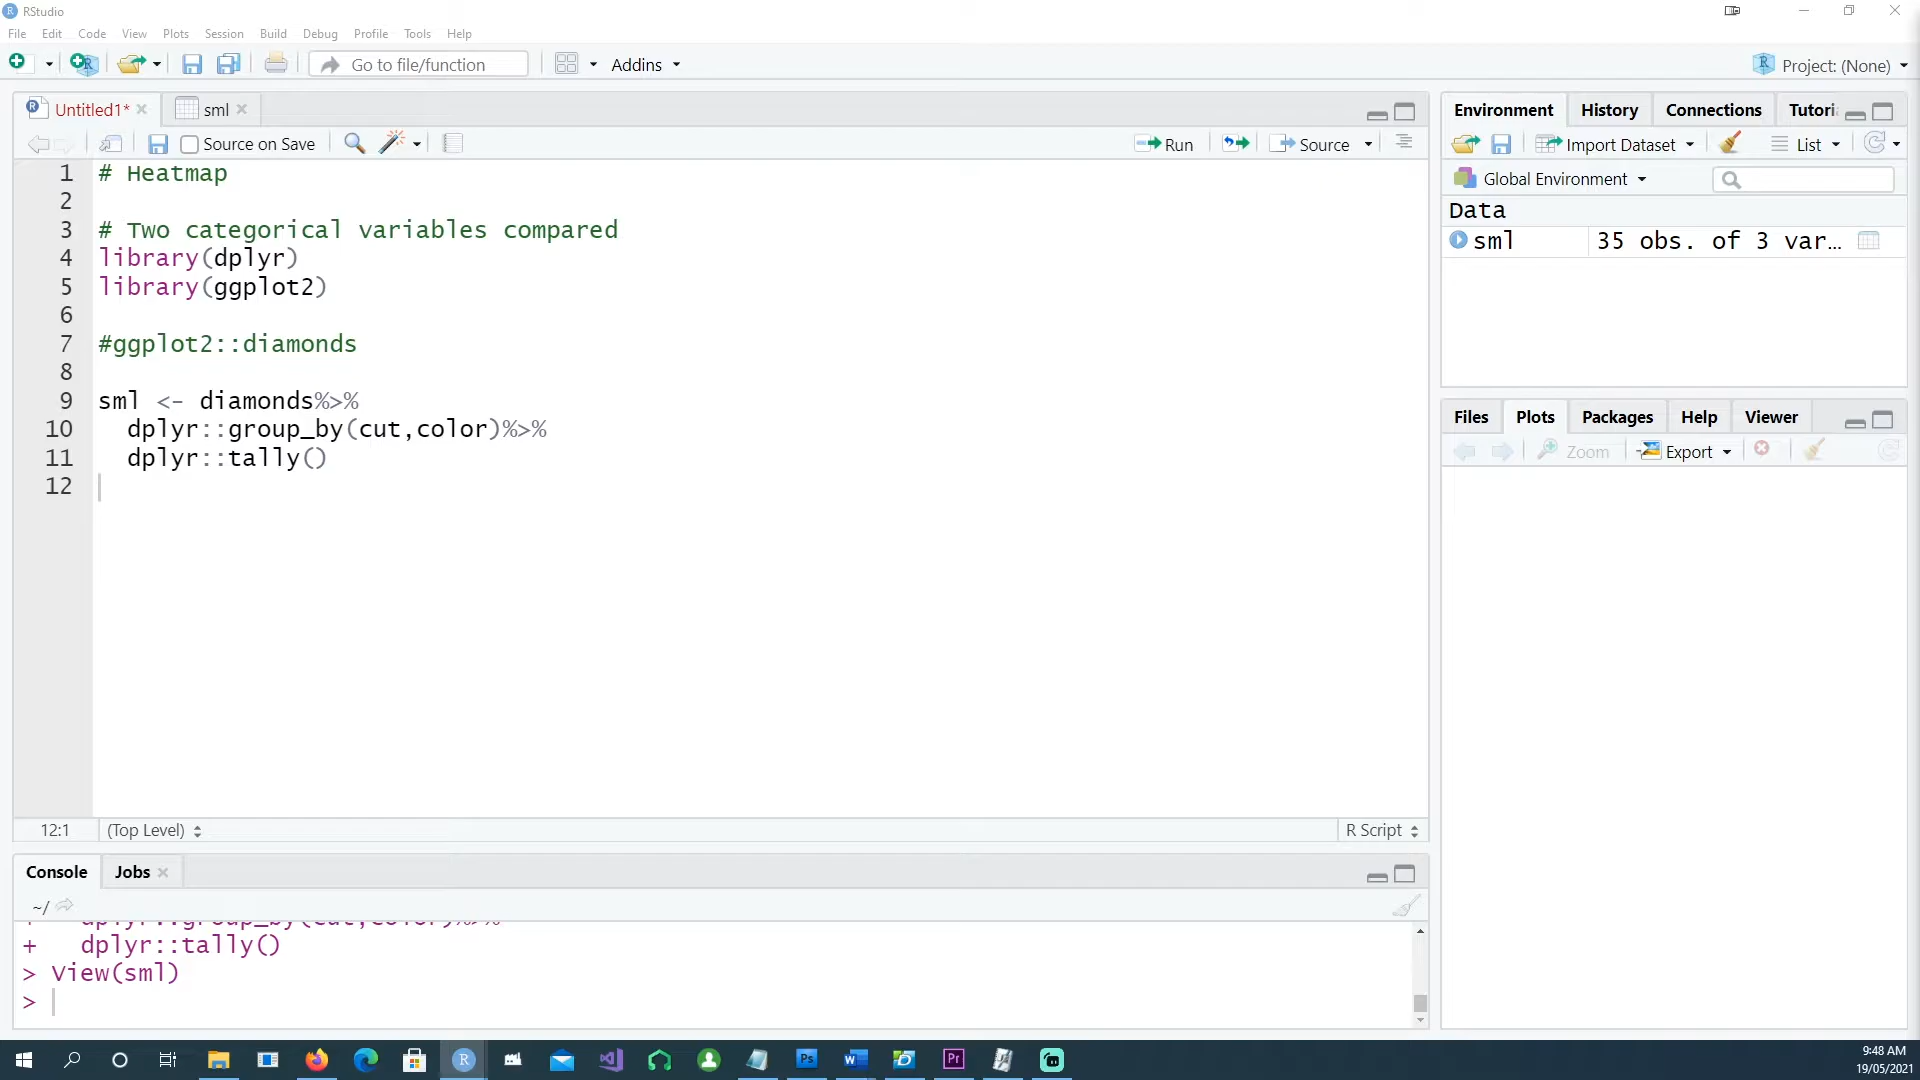 RStudio
File Edit Code View Plots Session Build Debug Profile Tools Help
Go to file/function Addins Project: (None)
Untitled1* sml
Source on Save Run Source
1 # Heatmap
2
3 # Two categorical variables compared
4 library(dplyr)
5 library(ggplot2)
6
7 #ggplot2::diamonds
8
9 sml <- diamonds%>%
10 dplyr::group_by(cut,color)%>%
11 dplyr::tally()
12
12:1 (Top Level) R Script
Console Jobs
~/
+ dplyr::group_by(cut,color)%>%
+ dplyr::tally()
> View(sml)
>
Environment History Connections Tutori
Import Dataset List
Global Environment
Data
sml 35 obs. of 3 var…
Files Plots Packages Help Viewer
Zoom Export
9:48 AM
19/05/2021